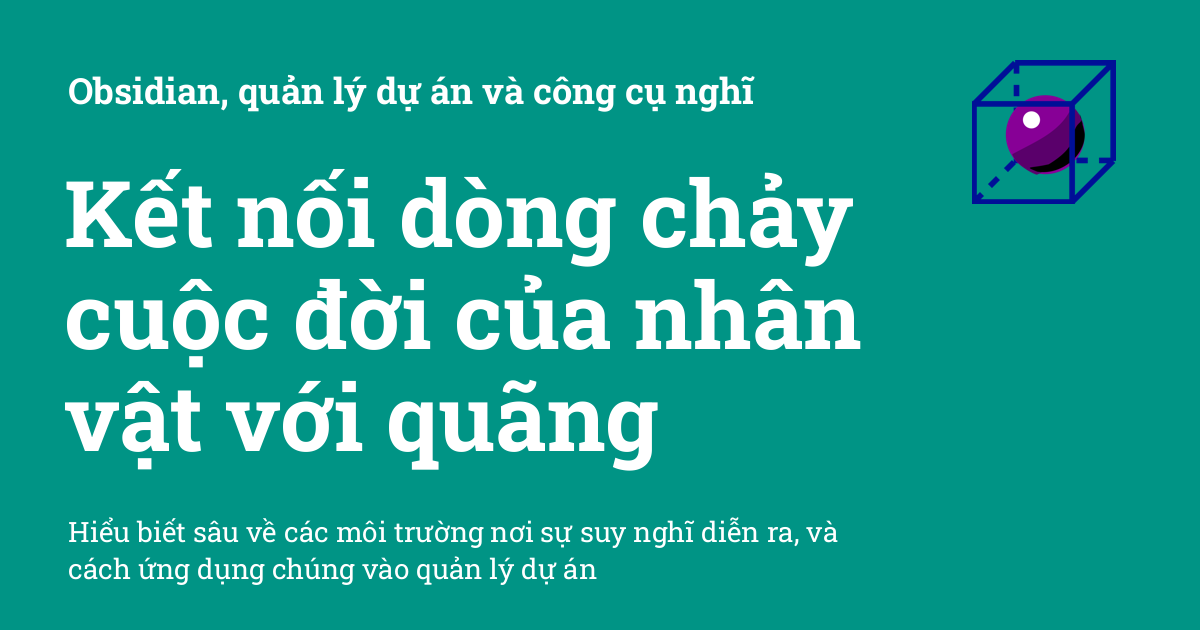 Obsidian, quản lý dự án và công cụ nghĩ
Kết nối dòng chảy
cuộc đời của nhân
vật với quãng
Hiểu biết sâu về các môi trường nơi sự suy nghĩ diễn ra, và
cách ứng dụng chúng vào quản lý dự án